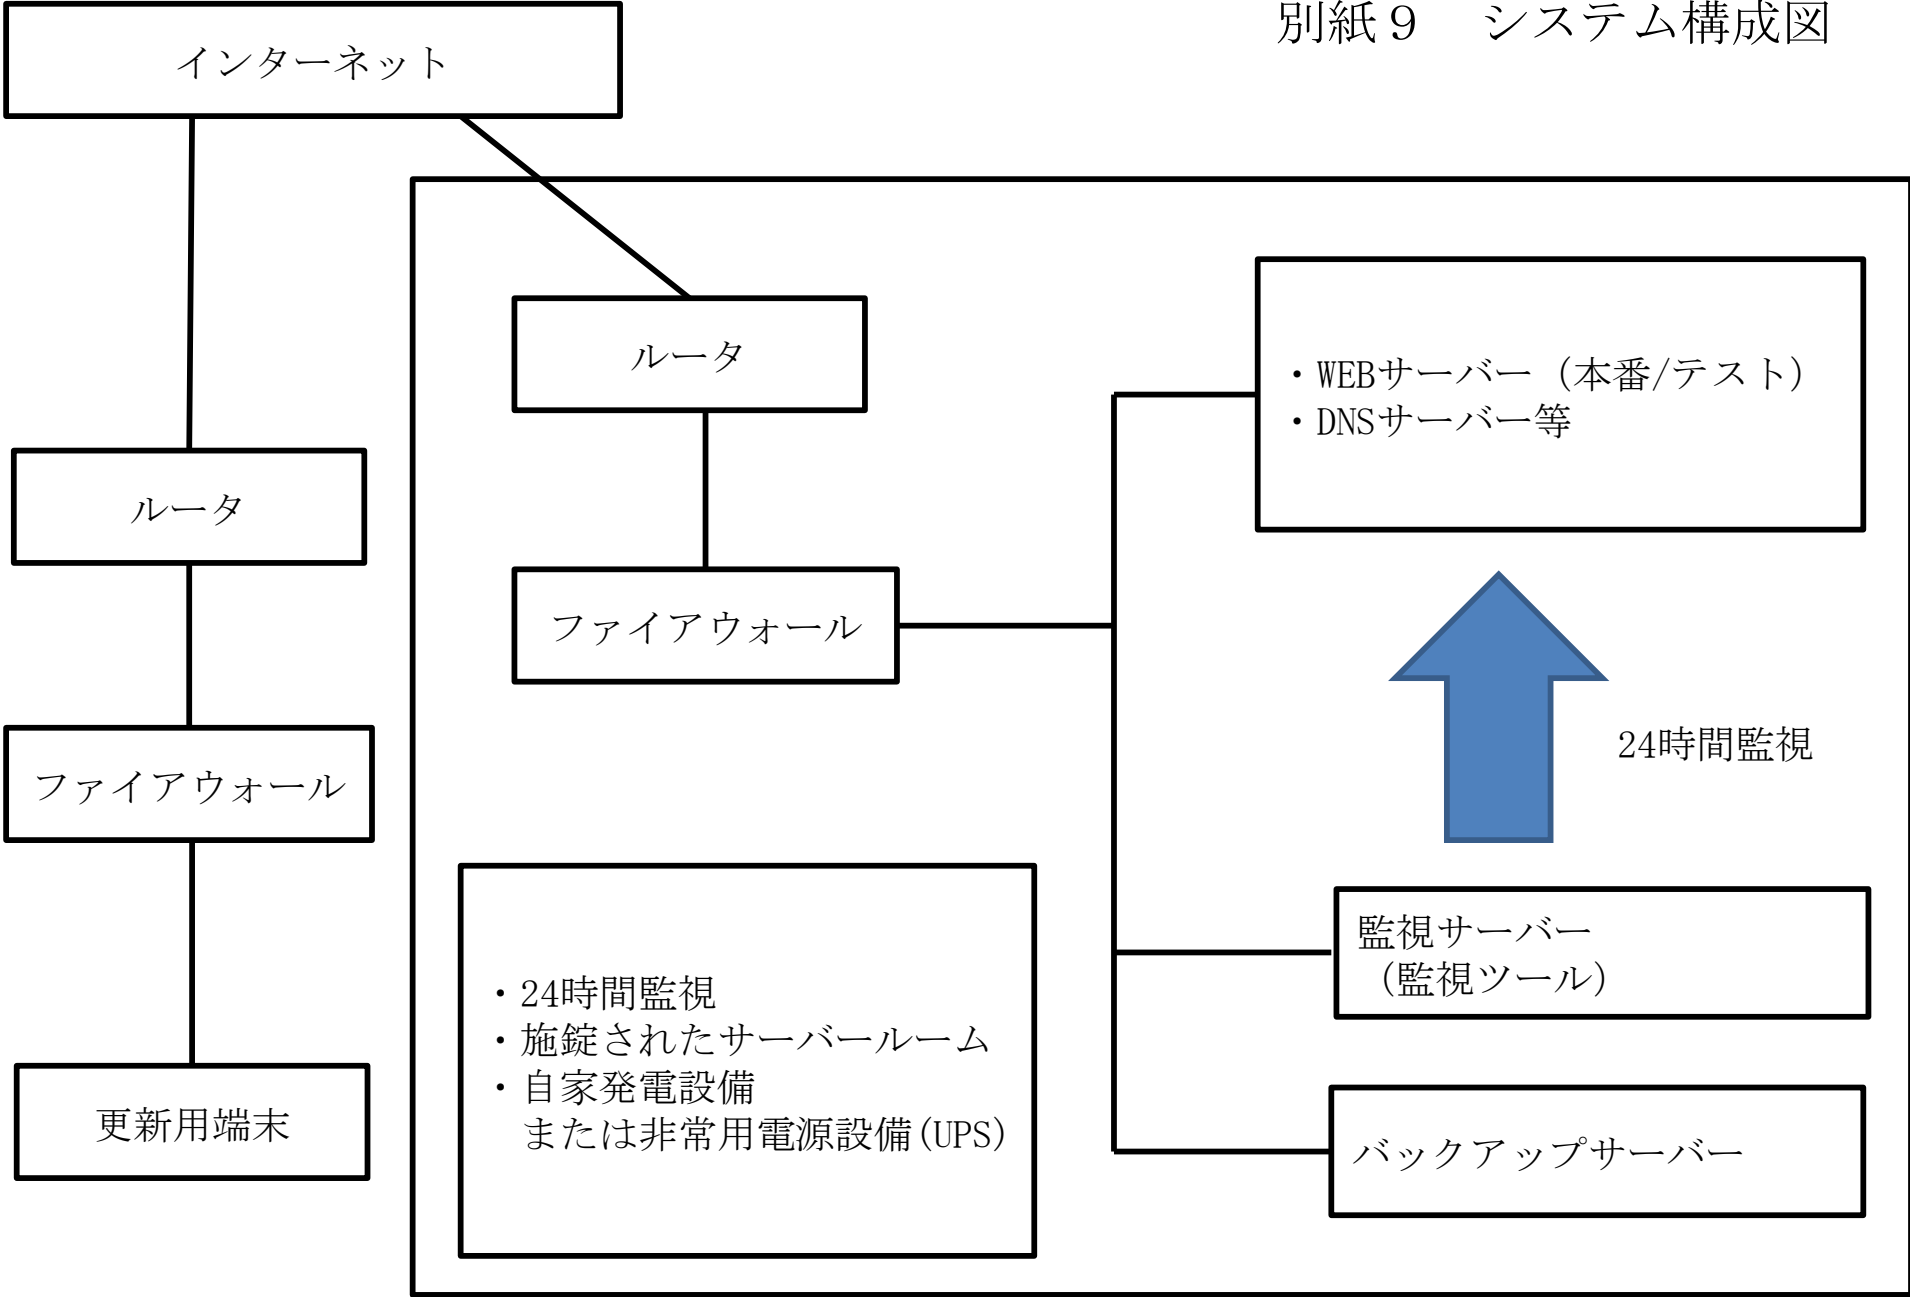 別紙９　システム構成図
インターネット
ルータ
ファイアウォール
更新用端末
ルータ
ファイアウォール
・WEBサーバー（本番/テスト）
・DNSサーバー等
24時間監視
監視サーバー
（監視ツール）
バックアップサーバー
・24時間監視
・施錠されたサーバールーム
・自家発電設備
または非常用電源設備(UPS)